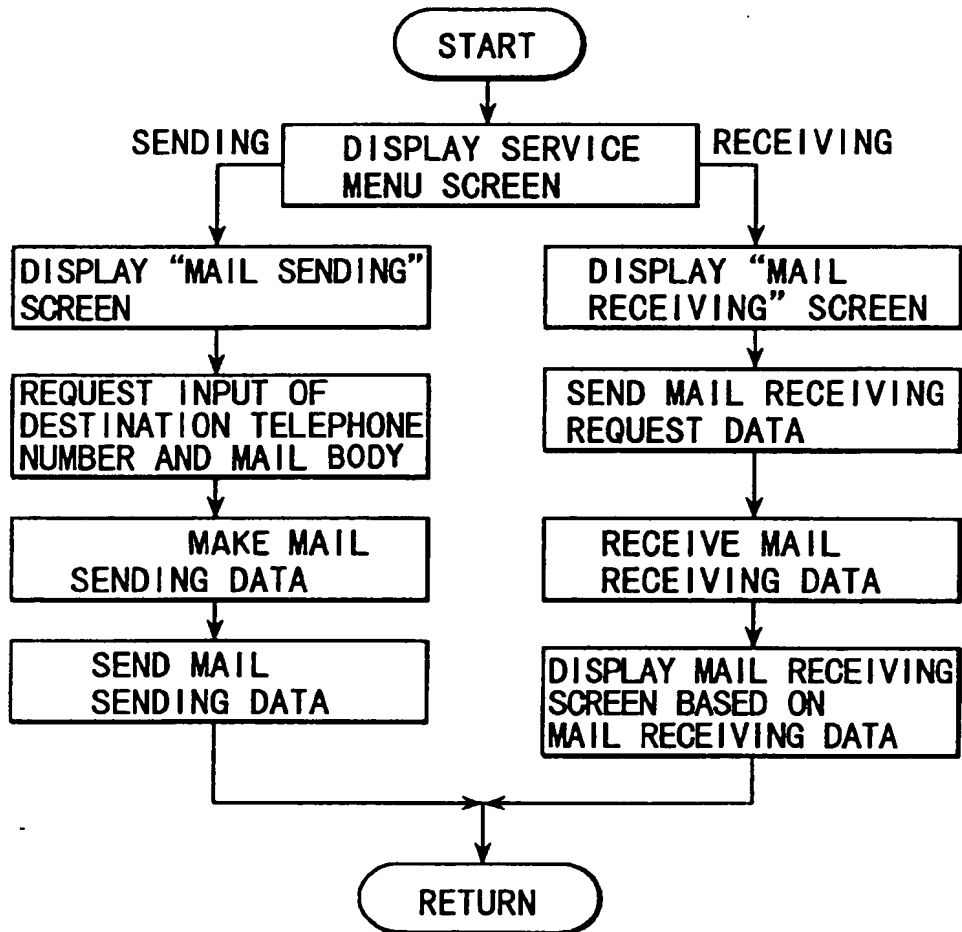 START
SENDING
DISPLAY SERVICE
MENU SCREEN
RECEIVING
DISPLAY “MAIL SENDING”
SCREEN
REQUEST INPUT OF
DESTINATION TELEPHONE
NUMBER AND MAIL BODY
MAKE MAIL
SENDING DATA
SEND MAIL
SENDING DATA
DISPLAY “MAIL
RECEIVING” SCREEN
SEND MAIL RECEIVING
REQUEST DATA
RECEIVE MAIL
RECEIVING DATA
DISPLAY MAIL RECEIVING
SCREEN BASED ON
MAIL RECEIVING DATA
RETURN